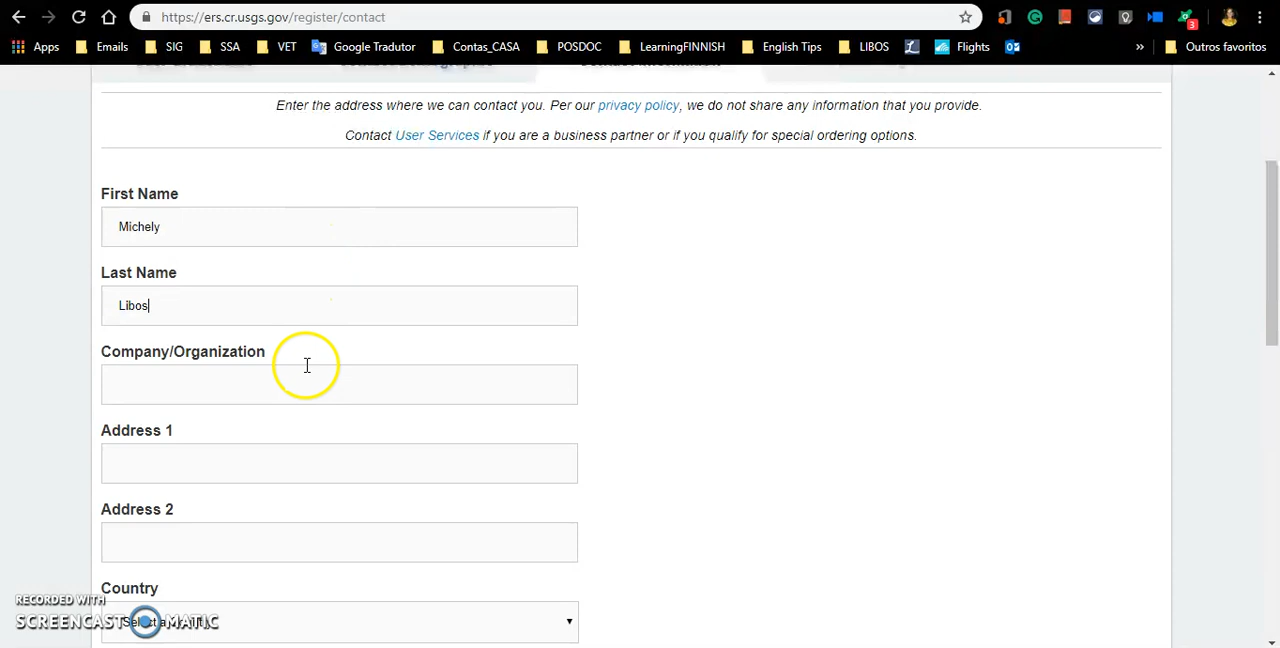 https://ers.cr.usgs.gov/register/contact
3
Apps Emails SIG SSA VET Google Tradutor Contas_CASA POSDOC LearningFINNISH English Tips LIBOS Flights » Outros favoritos
Enter the address where we can contact you. Per our privacy policy, we do not share any information that you provide.
Contact User Services if you are a business partner or if you qualify for special ordering options.
First Name
Michely
Last Name
Libos
Company/Organization
Address 1
Address 2
Country
RECORDED WITH
SCREENCAST MATIC